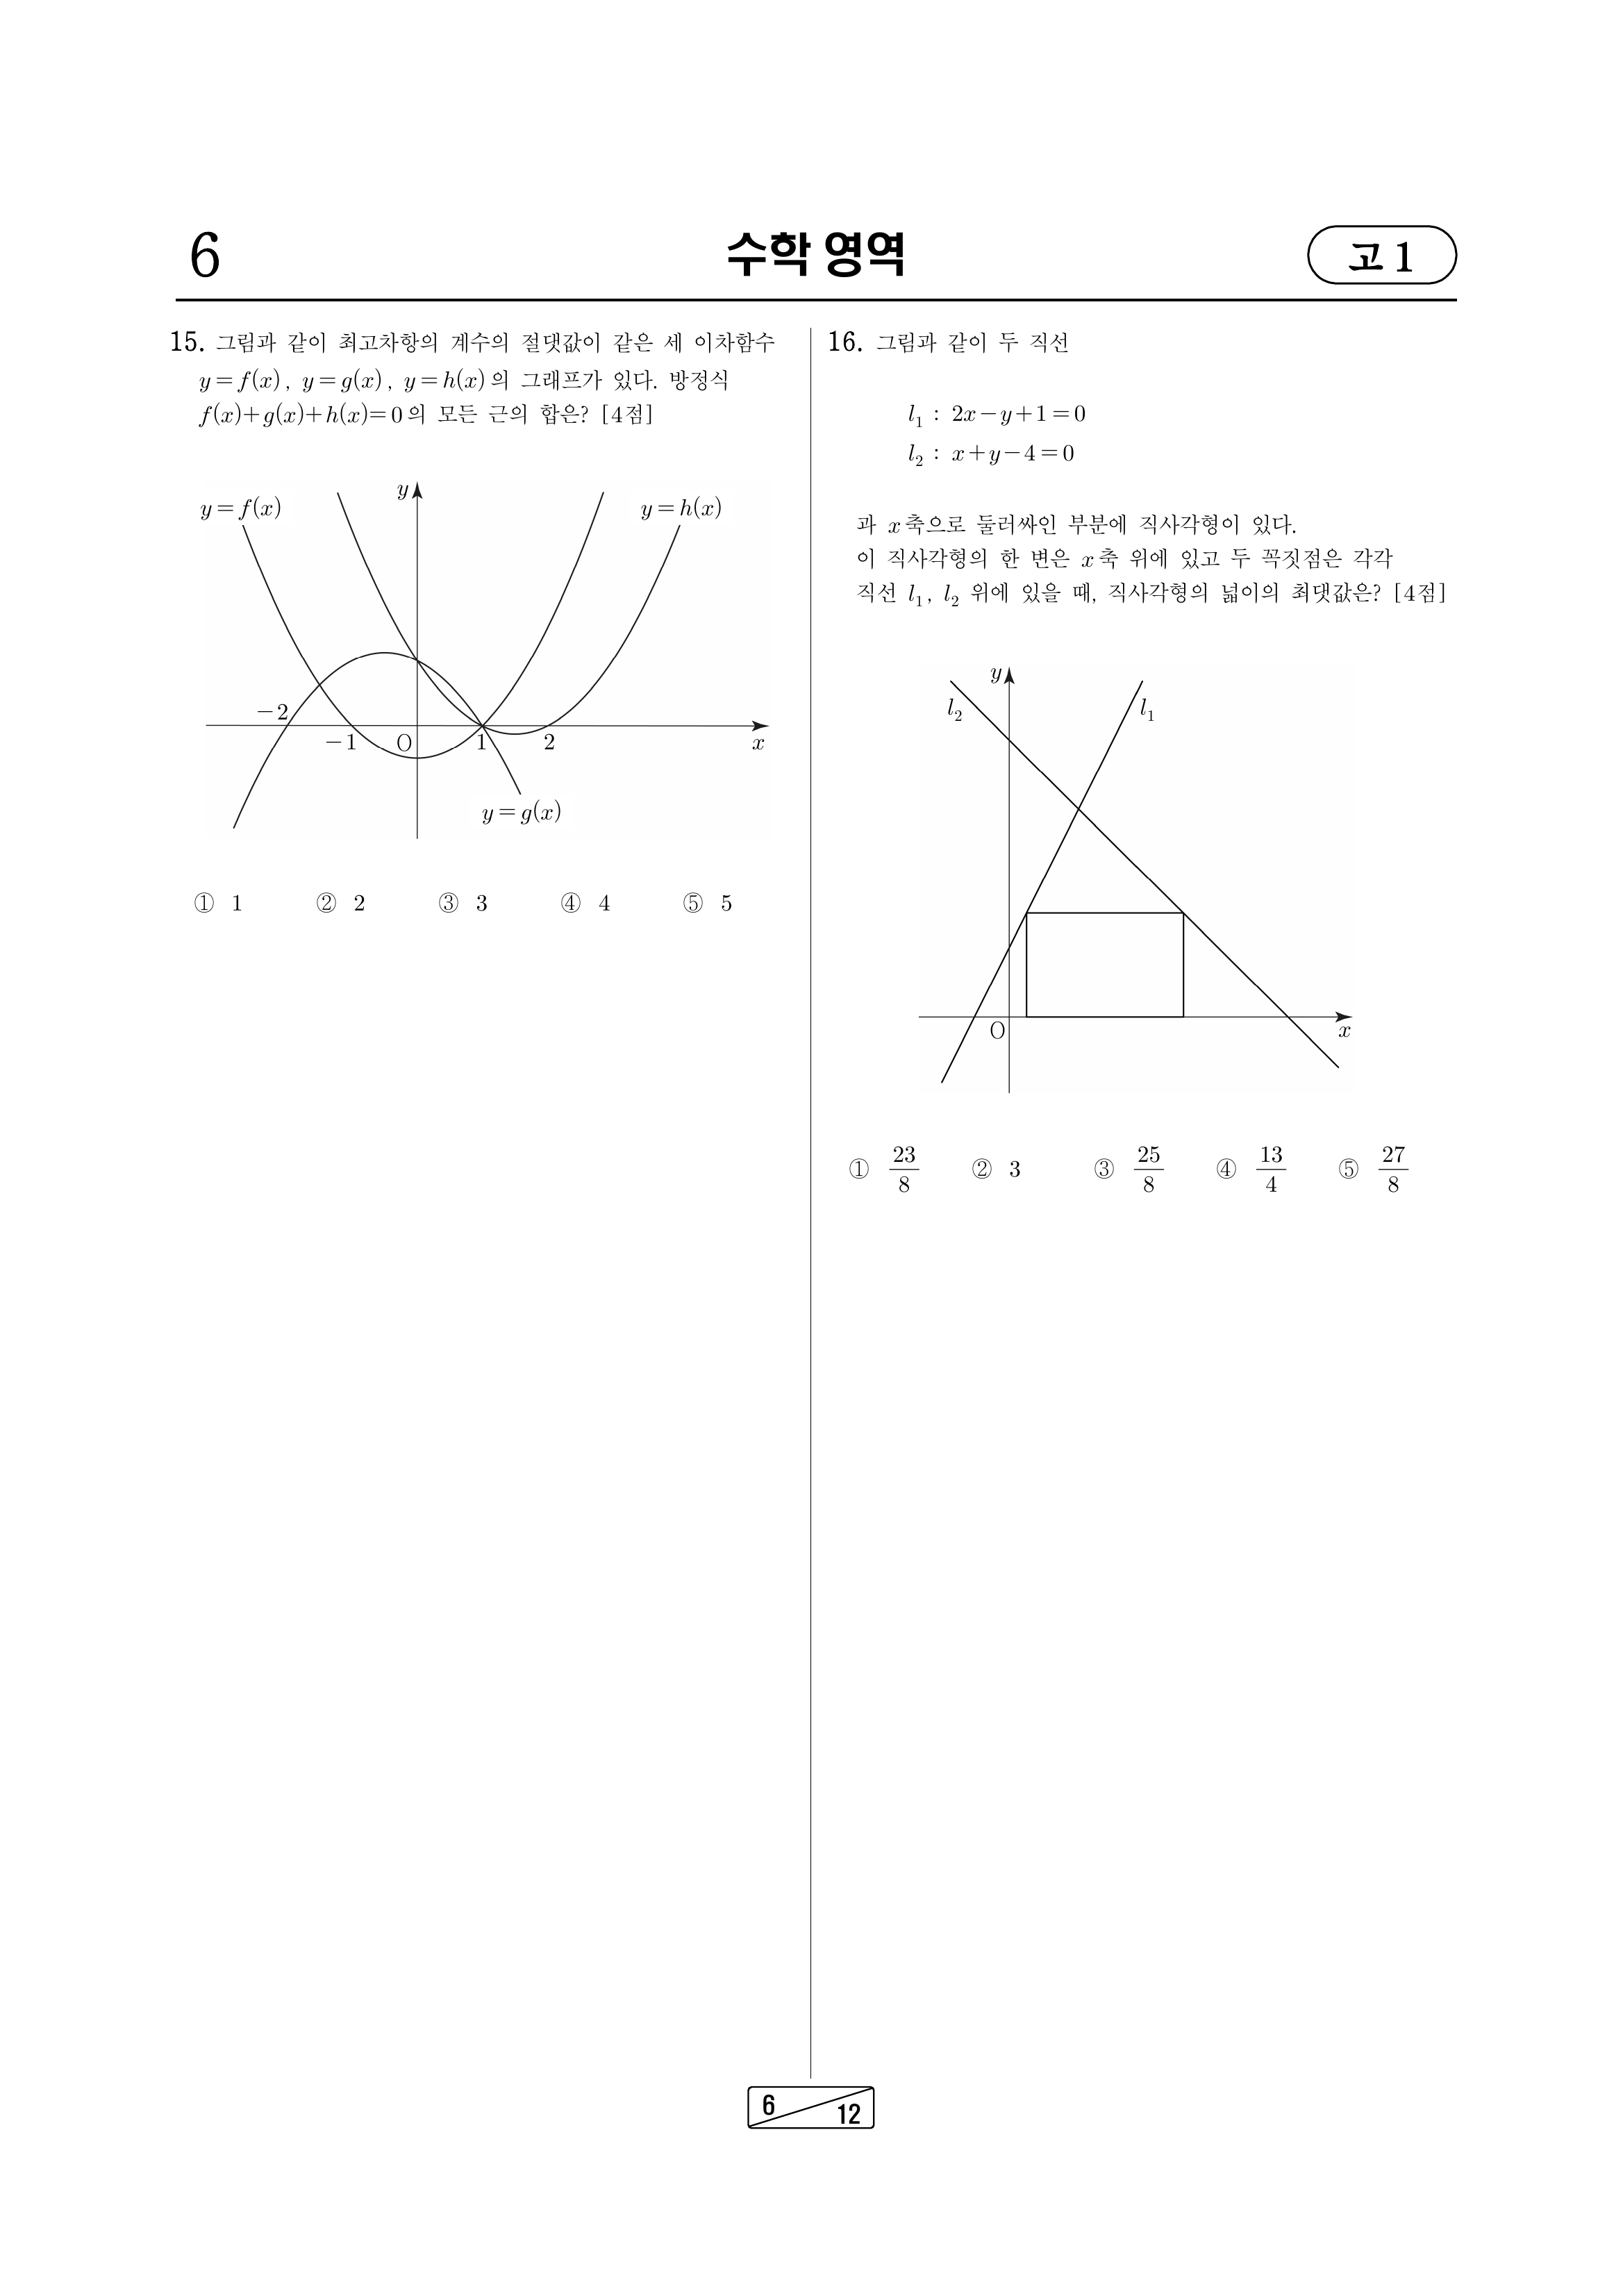 6
수학 영역
고 1
15. 그림과 같이 최고차항의 계수의 절댓값이 같은 세 이차함수
y=f(x), y=g(x), y=h(x)의 그래프가 있다. 방정식
f(x)+g(x)+h(x)=0의 모든 근의 합은? [4점]
y=f(x)
y
y=h(x)
-2
-1
O
1
2
x
y=g(x)
① 1 ② 2 ③ 3 ④ 4 ⑤ 5
16. 그림과 같이 두 직선
l₁ : 2x-y+1=0
l₂ : x+y-4=0
과 x축으로 둘러싸인 부분에 직사각형이 있다.
이 직사각형의 한 변은 x축 위에 있고 두 꼭짓점은 각각
직선 l₁, l₂ 위에 있을 때, 직사각형의 넓이의 최댓값은? [4점]
y
l₂
l₁
O
x
① 23/8 ② 3 ③ 25/8 ④ 13/4 ⑤ 27/8
6
12